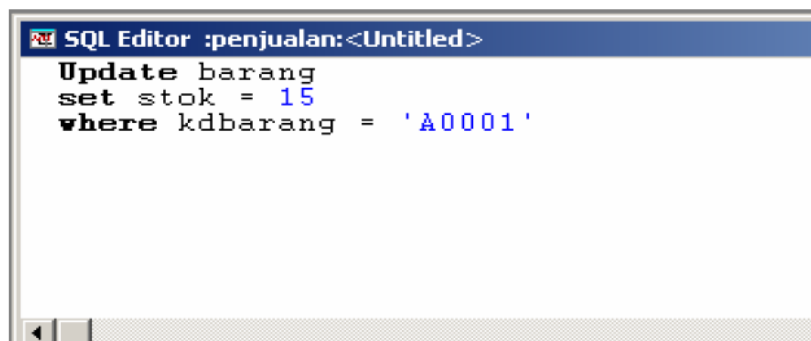 SQL Editor :penjualan:<Untitled>
Update barang
set stok = 15
where kdbarang = 'A0001'